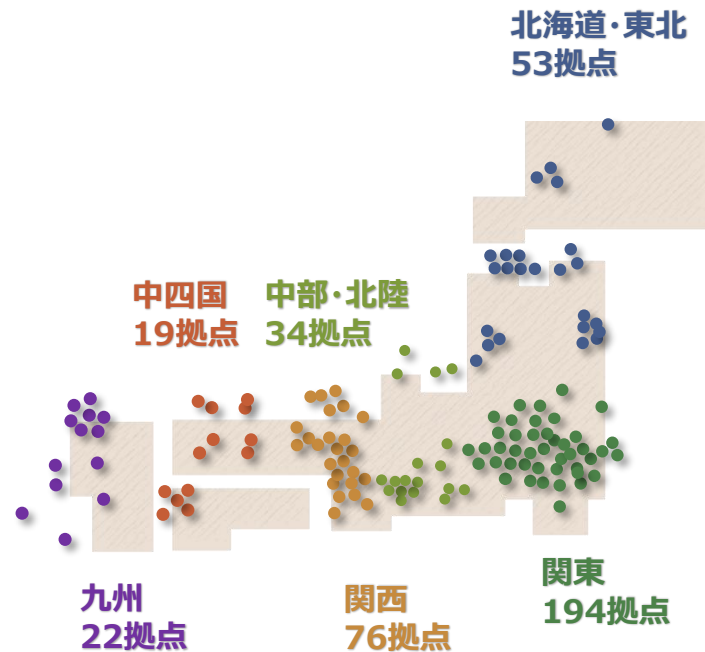 北海道・東北
53拠点
中四国
19拠点
中部・北陸
34拠点
九州
22拠点
関西
76拠点
関東
194拠点